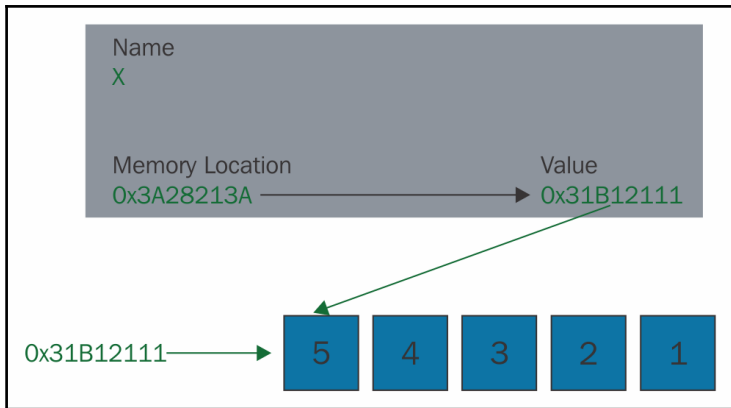 Name
X
Memory Location Value
0x3A28213A 0x31B12111
0x31B12111 5 4 3 2 1